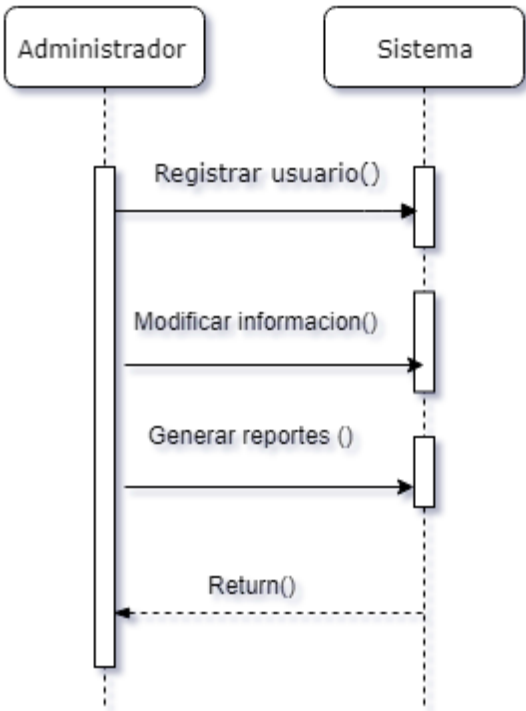 Administrador
Sistema
Registrar usuario()
Modificar informacion()
Generar reportes ()
Return()